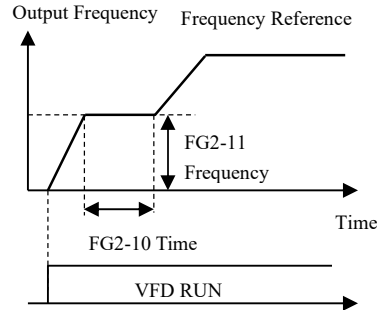 Output Frequency
Frequency Reference
FG2-11
Frequency
Time
FG2-10 Time
VFD RUN